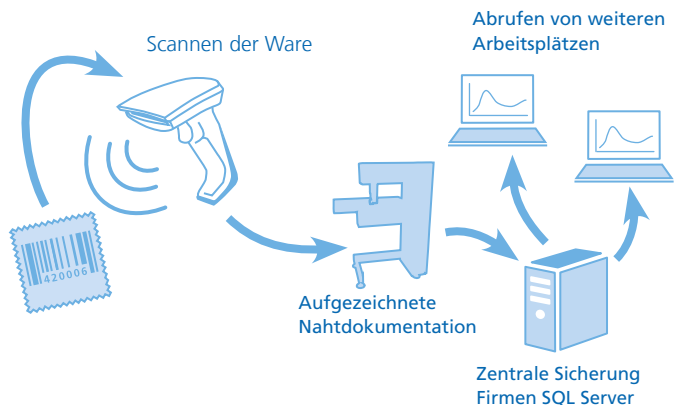 Abrufen von weiteren
Arbeitsplätzen
Scannen der Ware
420006
Aufgezeichnete
Nahtdokumentation
Zentrale Sicherung
Firmen SQL Server